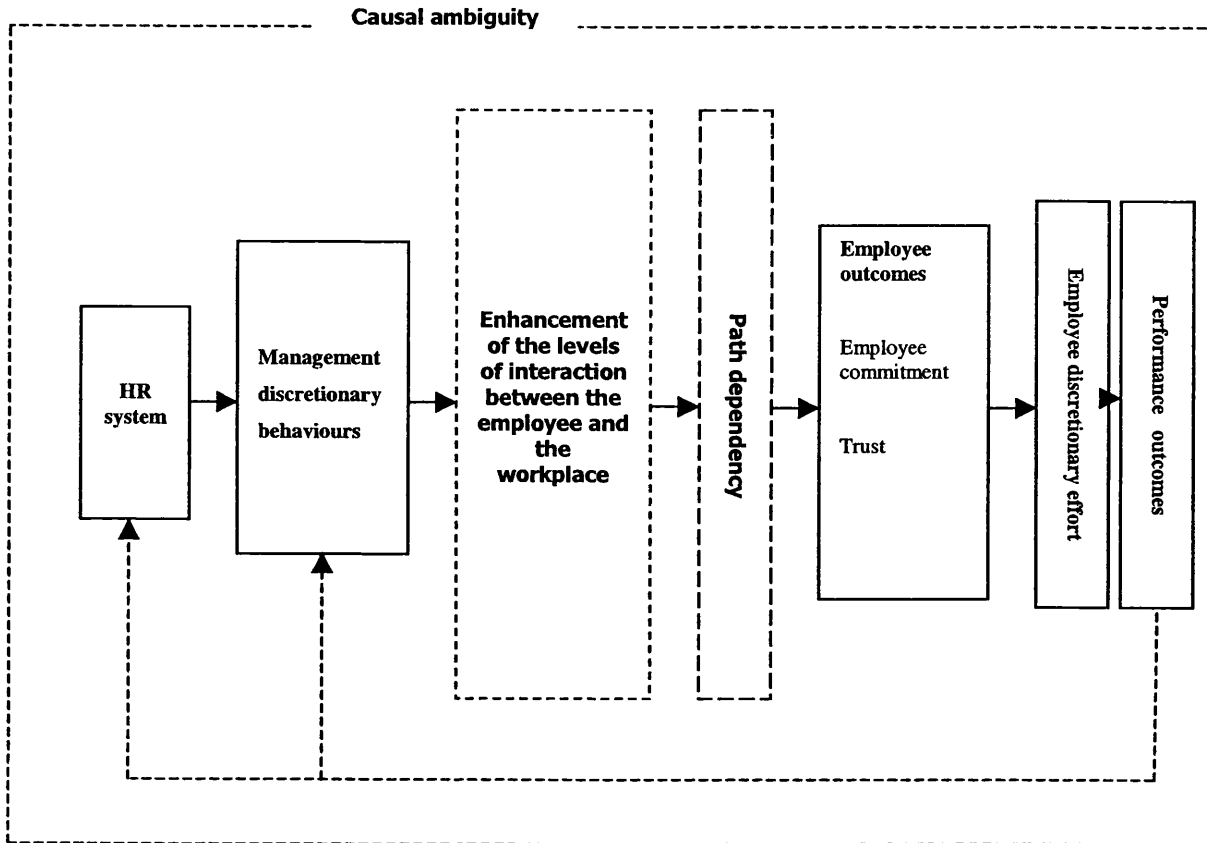 Causal ambiguity
HR
system
Management
discretionary
behaviours
Enhancement
of the levels
of interaction
between the
employee and
the
workplace
Path dependency
Employee
outcomes
Employee
commitment
Trust
Employee discretionary effort
Performance outcomes